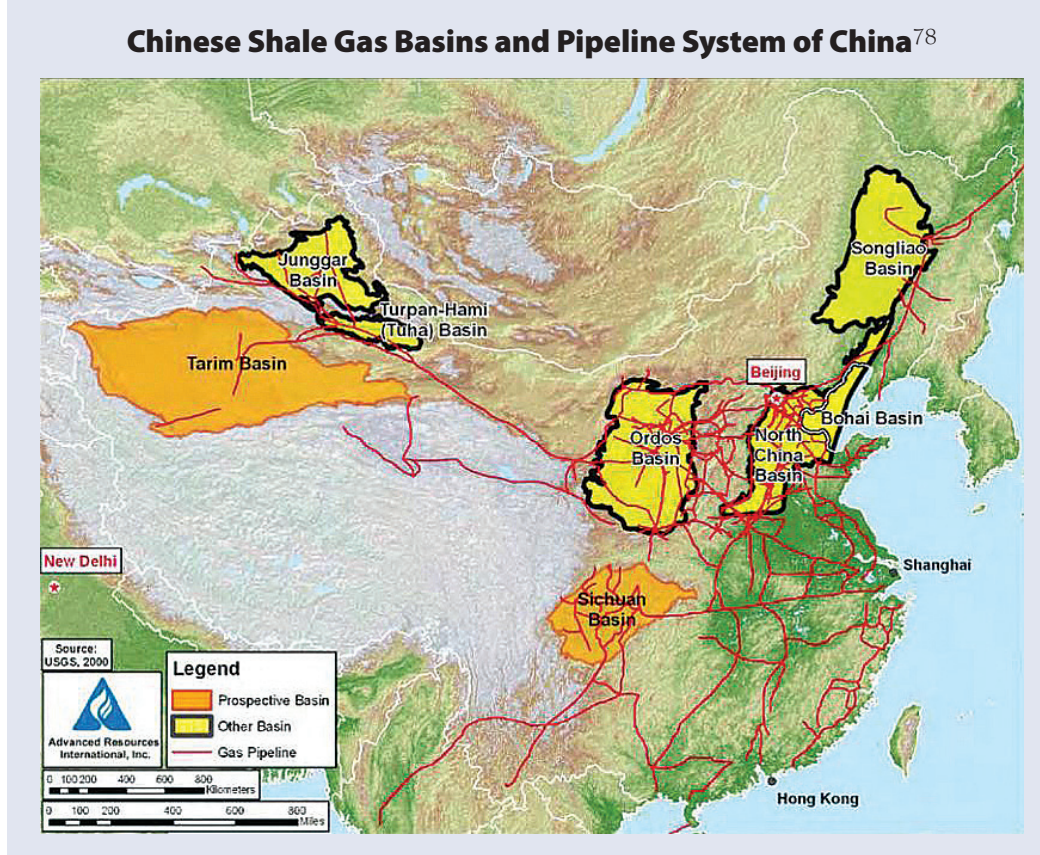 Chinese Shale Gas Basins and Pipeline System of China78
Junggar
Basin
Turpan-Hami
(Tuha) Basin
Tarim Basin
Songliao
Basin
Beijing
Bohai Basin
Ordos
Basin
North
China
Basin
New Delhi
Shanghai
Sichuan
Basin
Source:
USGS, 2000
Legend
Prospective Basin
Other Basin
Gas Pipeline
Advanced Resources
International, Inc.
0 100 200 400 600 800
Kilometers
0 100 200 400 600 800
Miles
Hong Kong